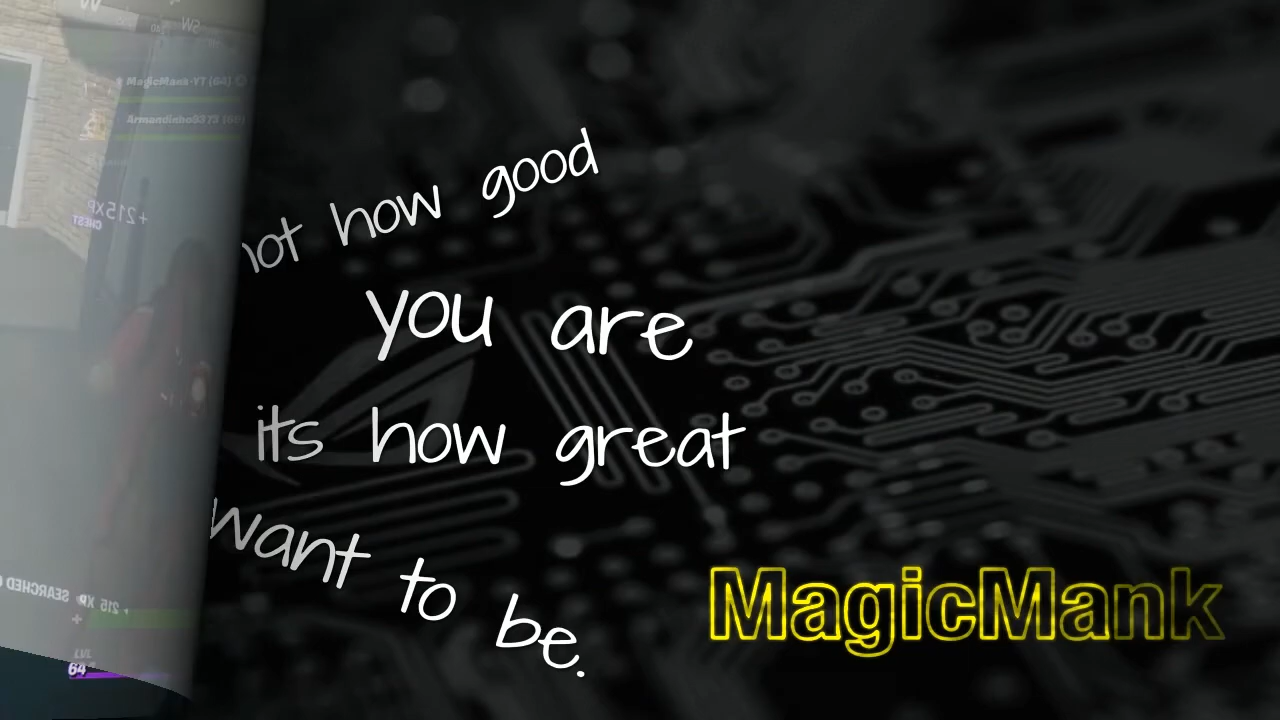 MagicMank-YT (64)
+215XP
CHEST
not how good
you are
its how great
want to be.
MagicMank
215 XP
SEARCHED
LVL
64